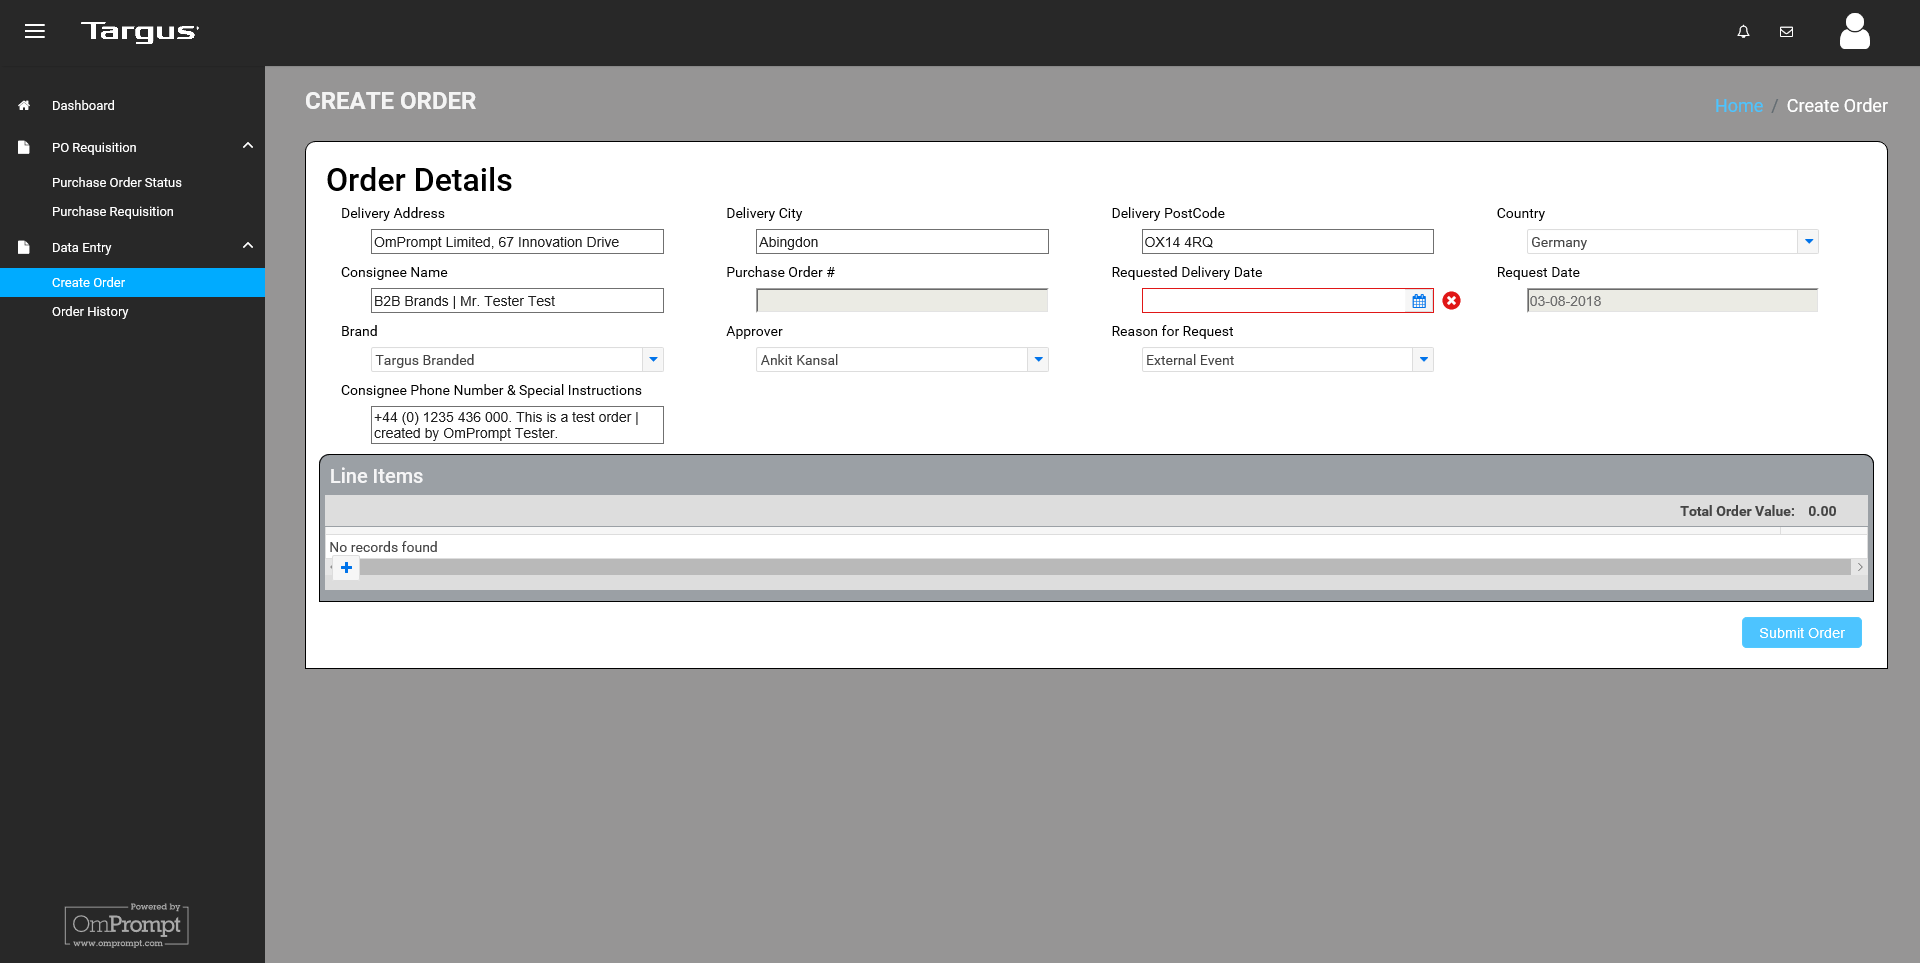 Targus
Dashboard
PO Requisition
Purchase Order Status
Purchase Requisition
Data Entry
Create Order
Order History
Powered by
OmPrompt
www.omprompt.com
CREATE ORDER
Home / Create Order
Order Details
Delivery Address
OmPrompt Limited, 67 Innovation Drive
Delivery City
Abingdon
Delivery PostCode
OX14 4RQ
Country
Germany
Consignee Name
B2B Brands | Mr. Tester Test
Purchase Order #
Requested Delivery Date
Request Date
03-08-2018
Brand
Targus Branded
Approver
Ankit Kansal
Reason for Request
External Event
Consignee Phone Number & Special Instructions
+44 (0) 1235 436 000. This is a test order |
created by OmPrompt Tester.
Line Items
Total Order Value: 0.00
No records found
Submit Order